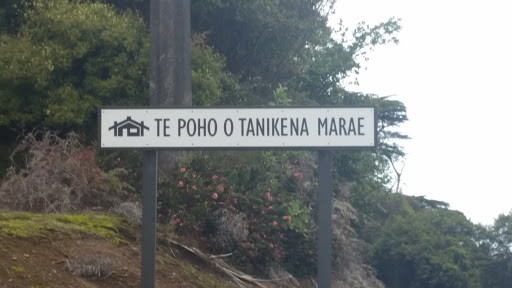 TE POHO O TANIKENA MARAE